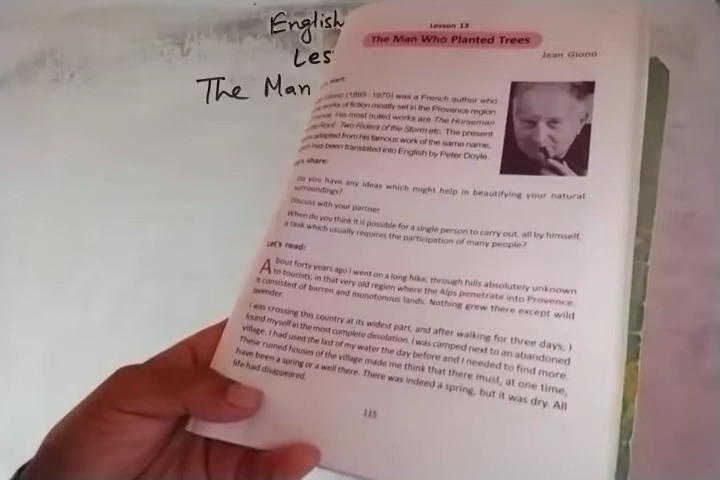 English
Les
The Man
Lesson 13
The Man Who Planted Trees
Jean Giono
(1895 - 1970) was a French author who
works of fiction mostly set in the Provence region
His most noted works are The Horseman
Two Riders of the Storm etc. The present
adapted from his famous work of the same name,
has been translated into English by Peter Doyle.
share:
Do you have any ideas which might help in beautifying your natural
surroundings?
Discuss with your partner
When do you think it is possible for a single person to carry out, all by himself,
a task which usually requires the participation of many people?
Let's read:
About forty years ago I went on a long hike, through hills absolutely unknown
to tourists, in that very old region where the Alps penetrate into Provence.
It consisted of barren and monotonous lands. Nothing grew there except wild
lavender.
I was crossing this country at its widest part, and after walking for three days, I
found myself in the most complete desolation. I was camped next to an abandoned
village. I had used the last of my water the day before and I needed to find more.
These ruined houses of the village made me think that there must, at one time,
have been a spring or a well there. There was indeed a spring, but it was dry. All
life had disappeared.
115